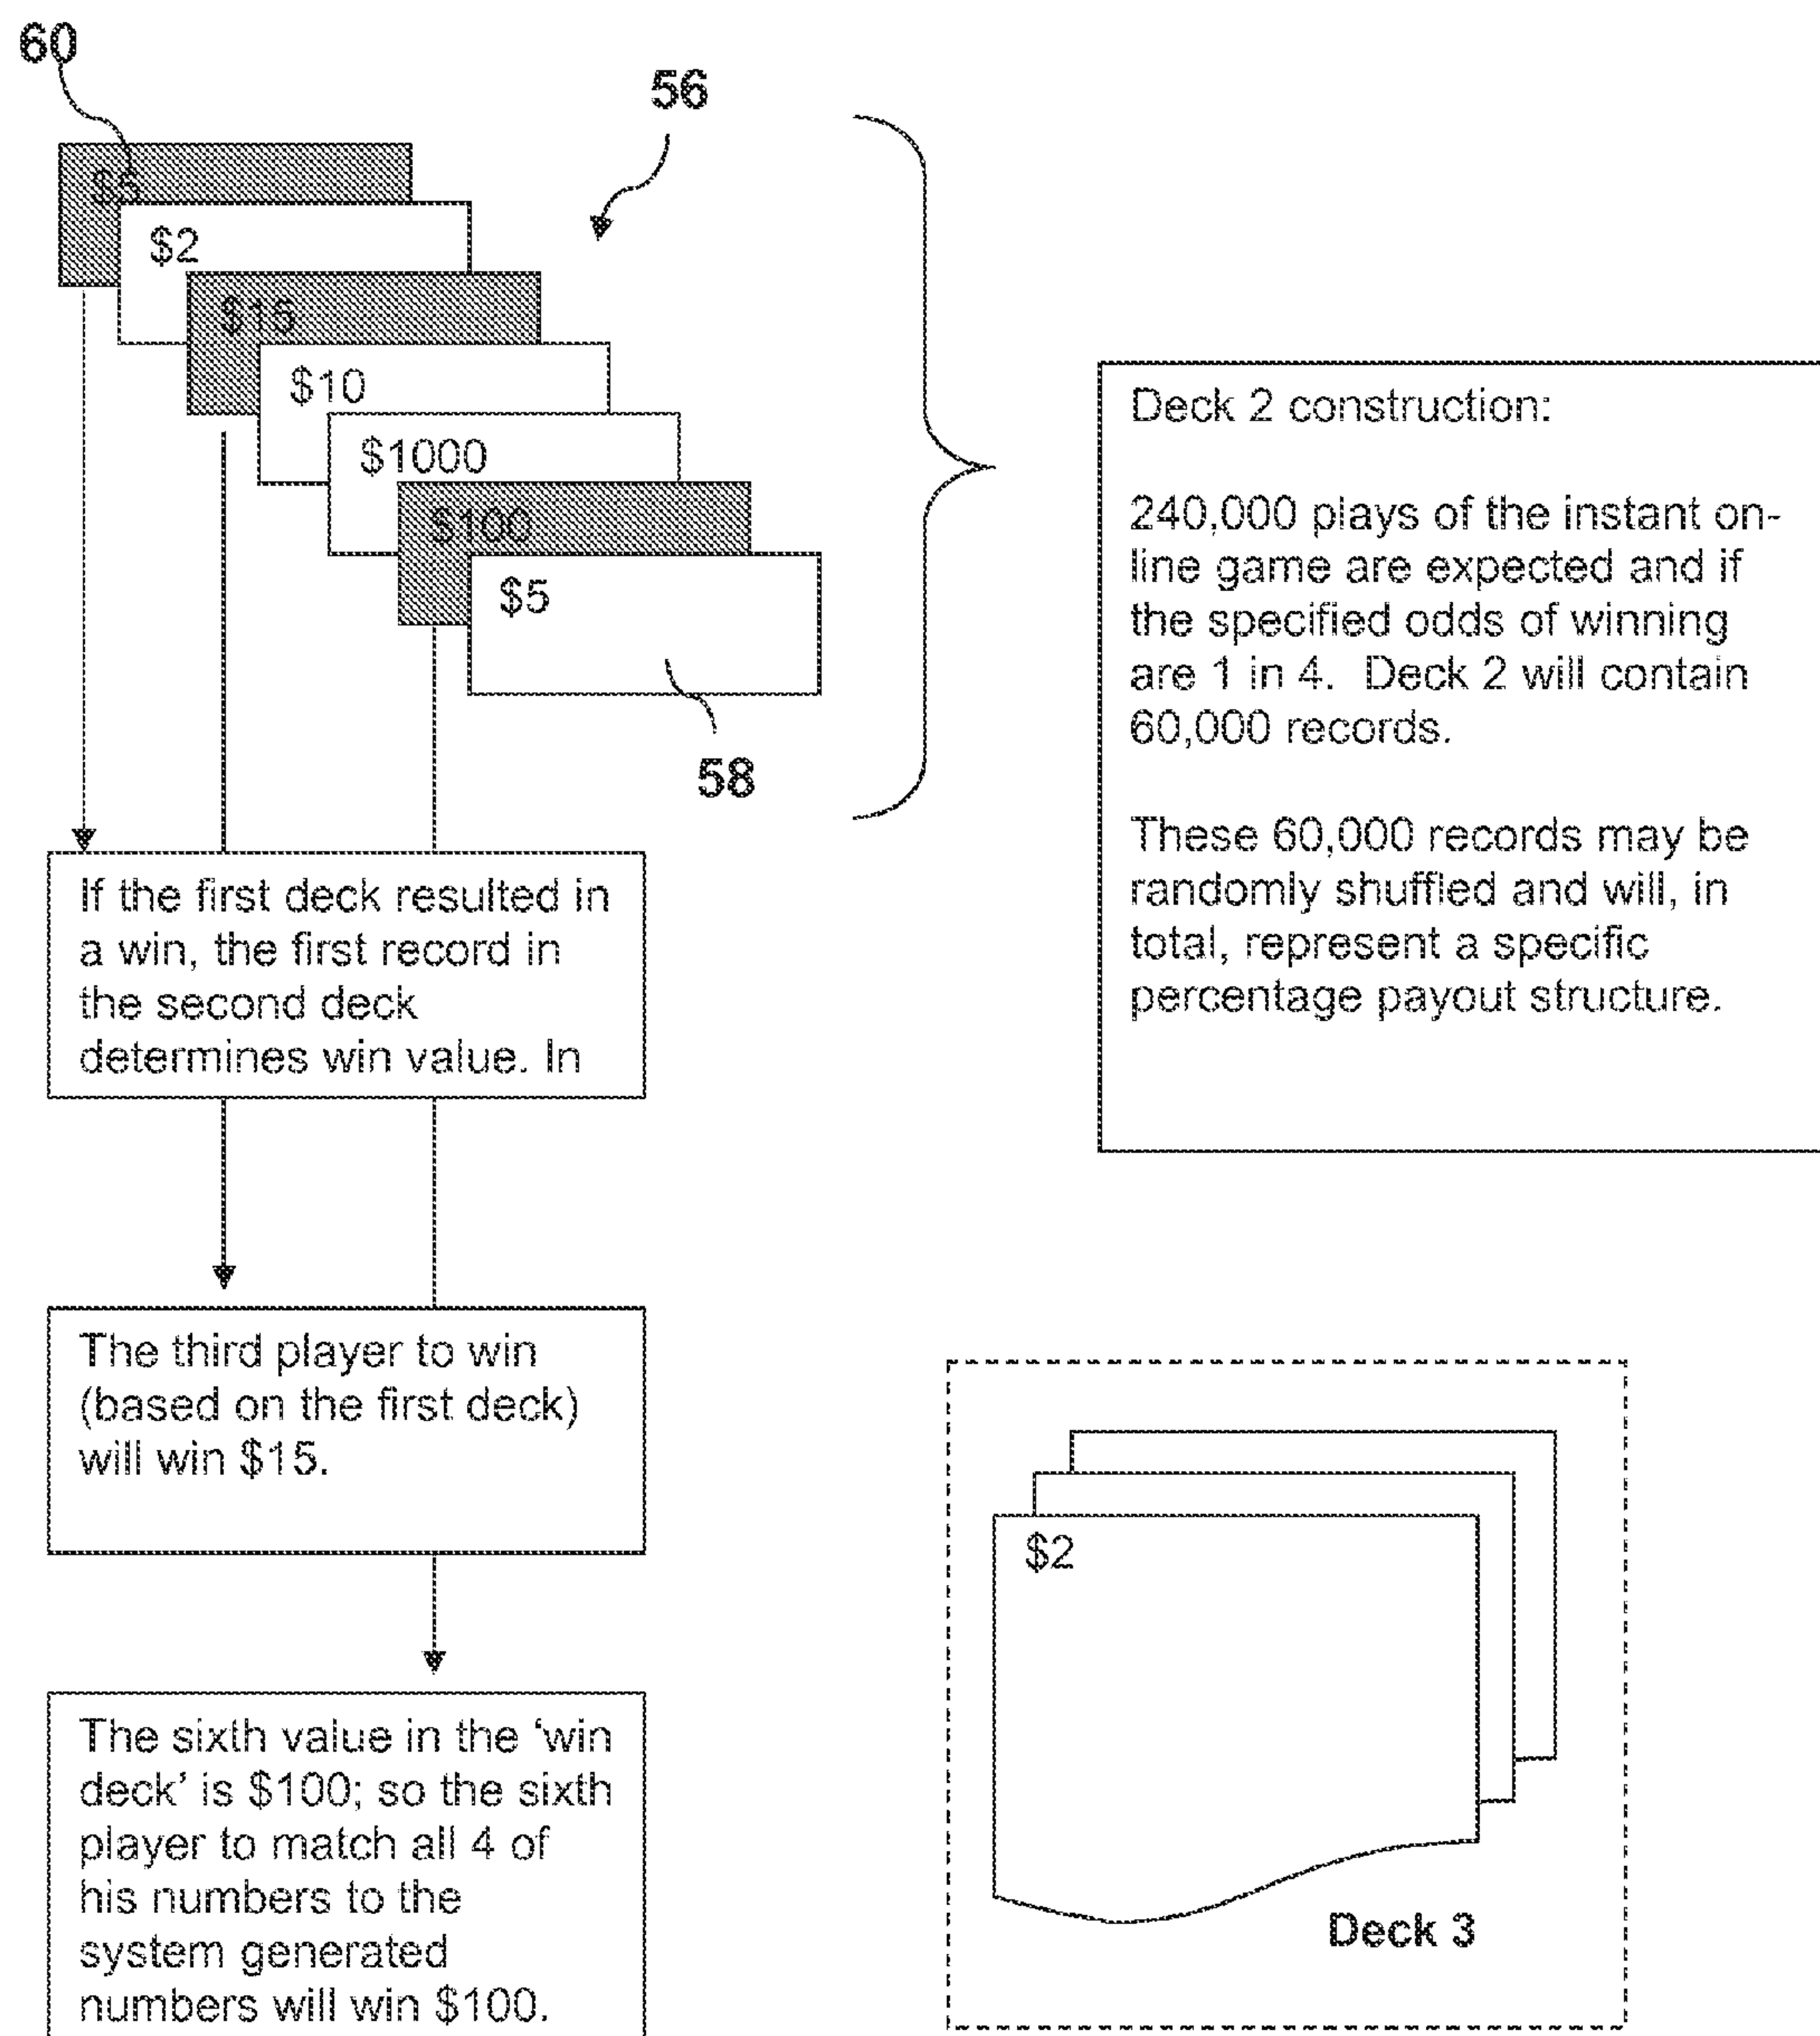 60
56
$5
$2
$15
$10
$1000
$100
$5
58
Deck 2 construction:
240,000 plays of the instant on-
line game are expected and if
the specified odds of winning
are 1 in 4. Deck 2 will contain
60,000 records.
These 60,000 records may be
randomly shuffled and will, in
total, represent a specific
percentage payout structure.
If the first deck resulted in
a win, the first record in
the second deck
determines win value. In
The third player to win
(based on the first deck)
will win $15.
The sixth value in the ‘win
deck’ is $100; so the sixth
player to match all 4 of
his numbers to the
system generated
numbers will win $100.
$2
Deck 3